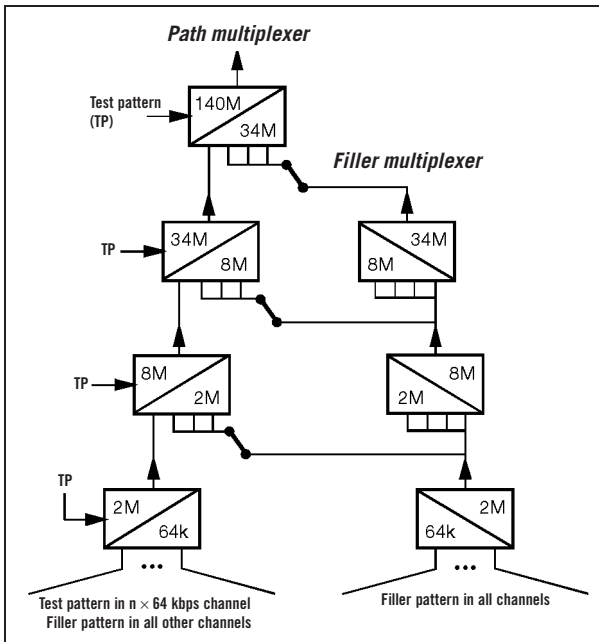 Path multiplexer
Test pattern
(TP)
140M
34M
Filler multiplexer
TP
34M
8M
34M
8M
TP
8M
2M
8M
2M
TP
2M
64k
2M
64k
•••
•••
Test pattern in n × 64 kbps channel
Filler pattern in all other channels
Filler pattern in all channels